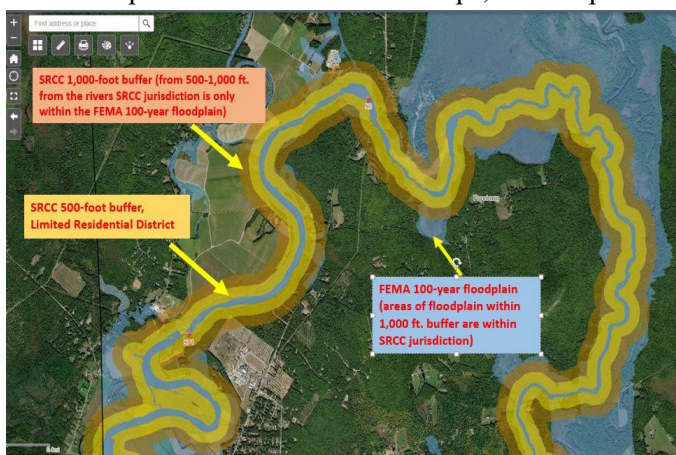 Find address or place
SRCC 1,000-foot buffer (from 500-1,000 ft.
from the rivers SRCC jurisdiction is only
within the FEMA 100-year floodplain)
SRCC 500-foot buffer,
Limited Residential District
Fryeburg
FEMA 100-year floodplain
(areas of floodplain within
1,000 ft. buffer are within
SRCC jurisdiction)